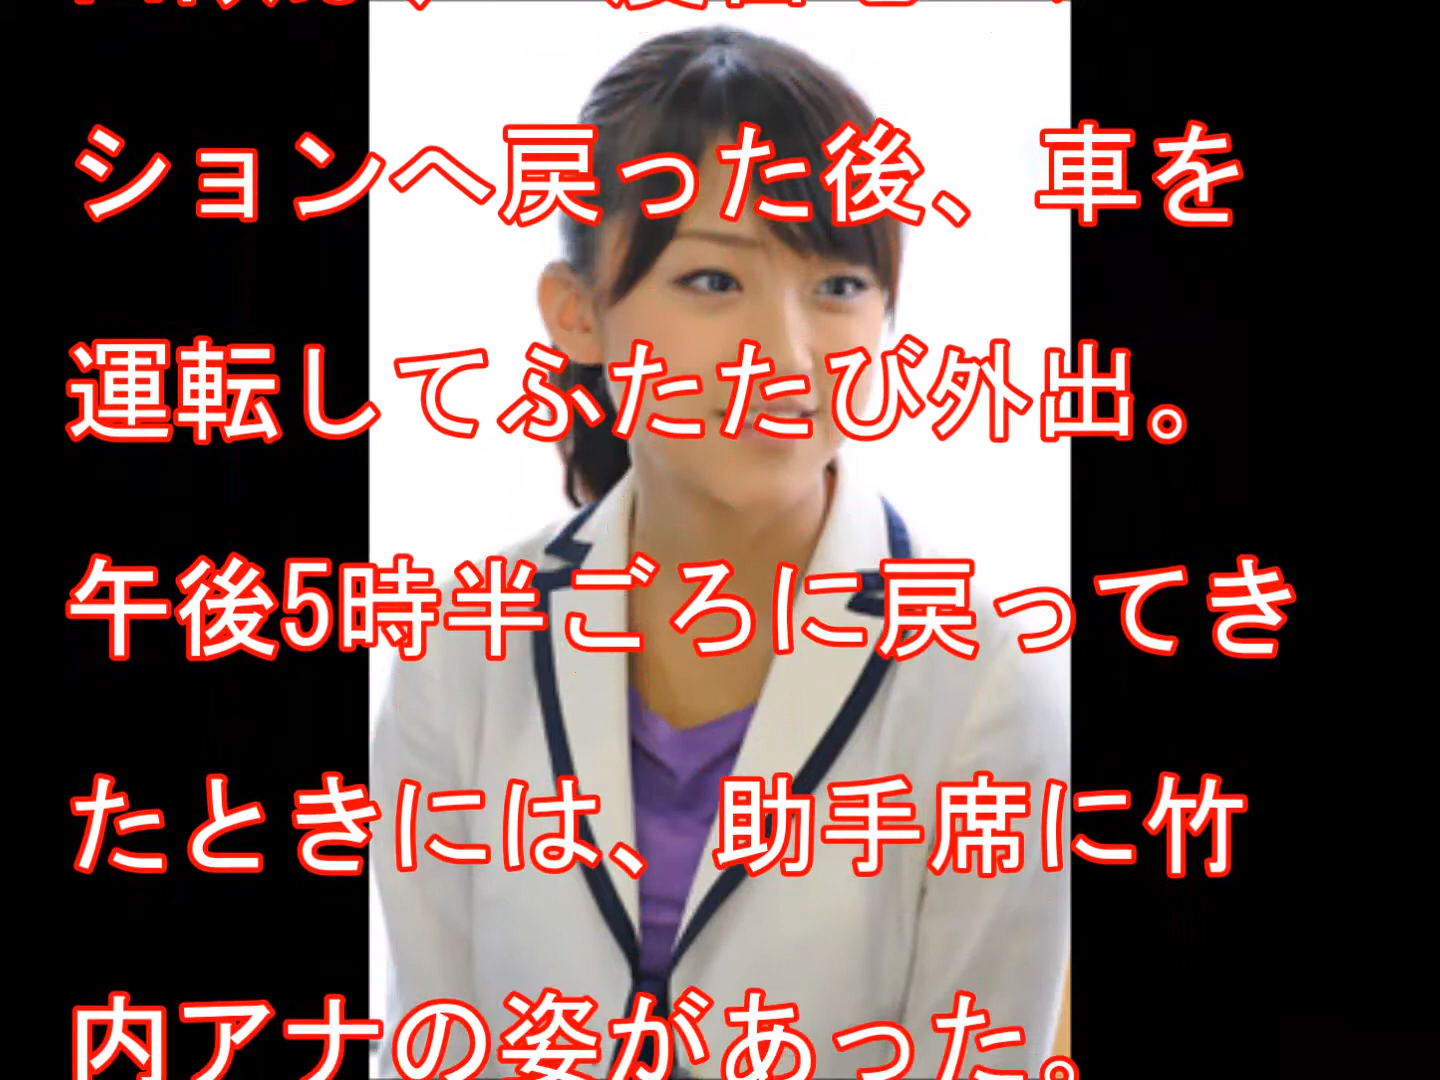 ションへ戻った後、車を
運転してふたたび外出。
午後5時半ごろに戻ってき
たときには、助手席に竹
内アナの姿があった。